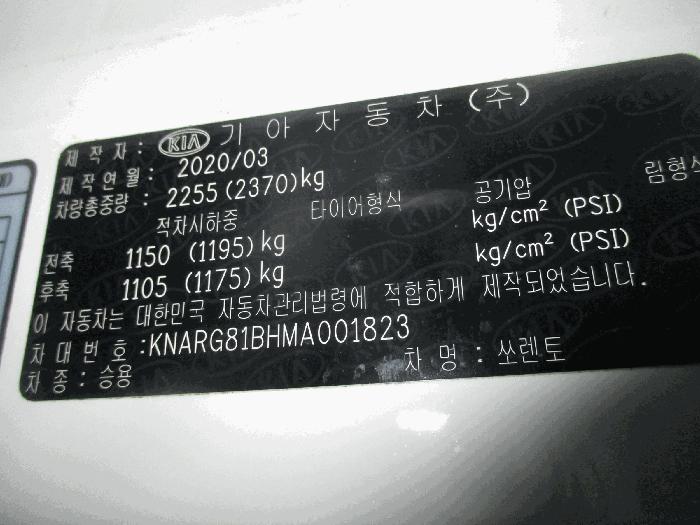 제 작 자 : KIA 기 아 자 동 차 (주)
제 작 연 월 : 2020/03
차량총중량 : 2255 (2370)kg
적차시하중 타이어형식 공기압 림형식
전축 1150 (1195) kg kg/cm² (PSI)
후축 1105 (1175) kg kg/cm² (PSI)
이 자동차는 대한민국 자동차관리법령에 적합하게 제작되었습니다.
차 대 번 호 :KNARG81BHMA001823
차 종 : 승용 차 명 : 쏘렌토